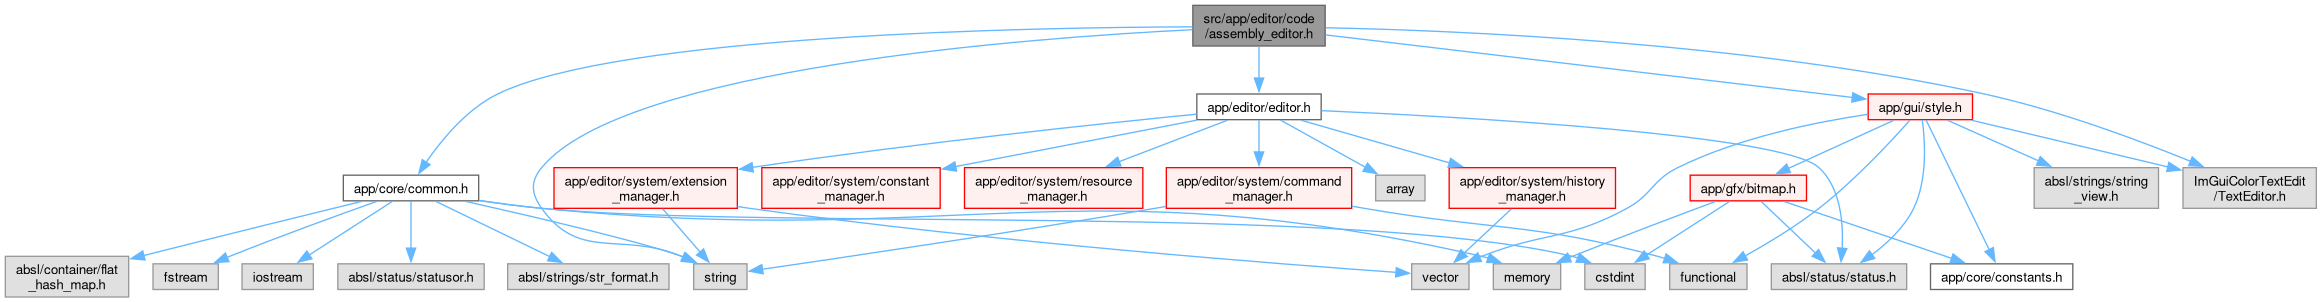 src/app/editor/code
/assembly_editor.h
app/editor/editor.h
app/gui/style.h
app/core/common.h
app/editor/system/extension
_manager.h
app/editor/system/constant
_manager.h
app/editor/system/resource
_manager.h
app/editor/system/command
_manager.h
array
app/editor/system/history
_manager.h
app/gfx/bitmap.h
absl/strings/string
_view.h
ImGuiColorTextEdit
/TextEditor.h
absl/container/flat
_hash_map.h
fstream
iostream
absl/status/statusor.h
absl/strings/str_format.h
string
vector
memory
cstdint
functional
absl/status/status.h
app/core/constants.h